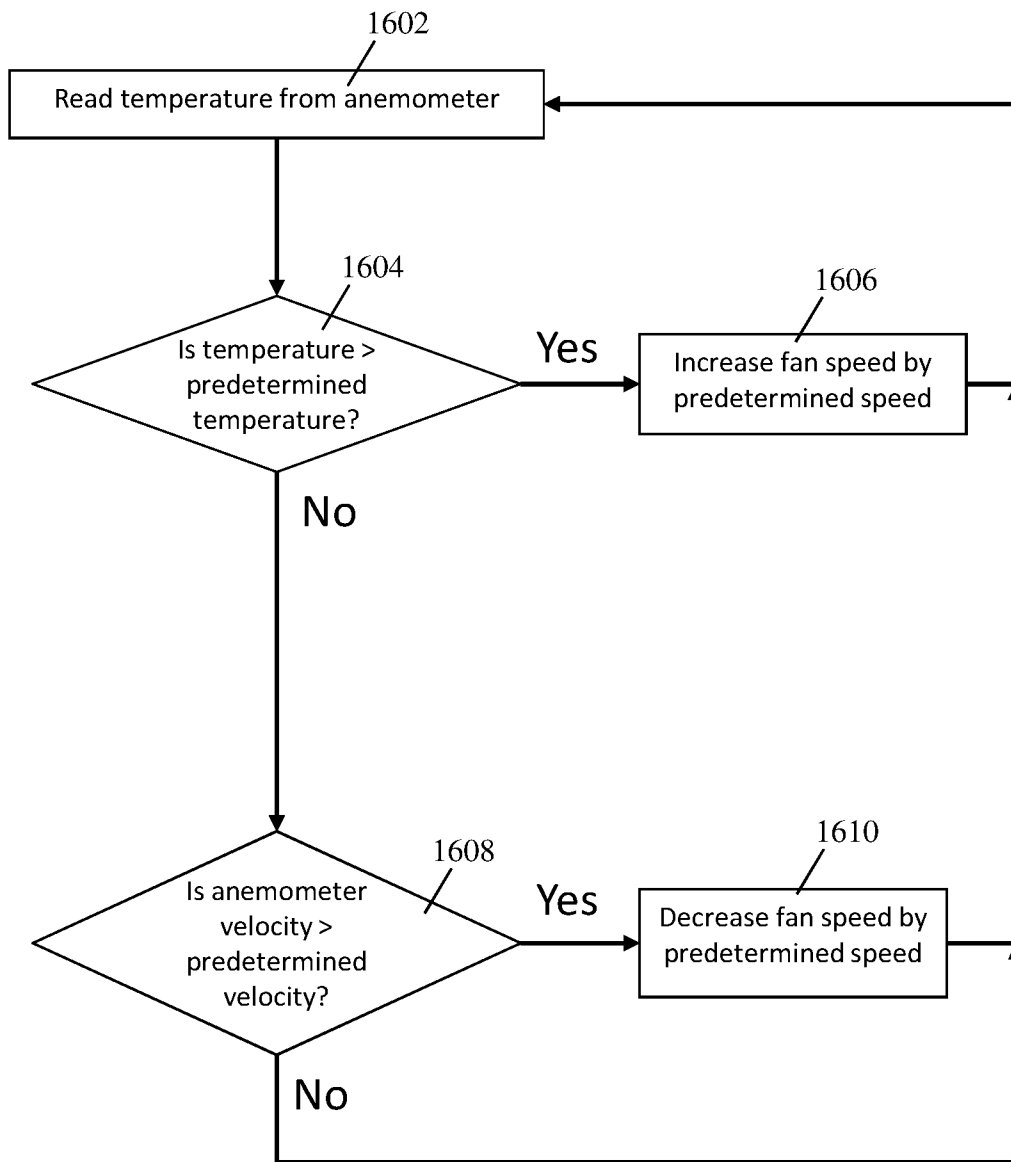 1602
Read temperature from anemometer
1604
Is temperature >
predetermined
temperature?
Yes
1606
Increase fan speed by
predetermined speed
No
1608
Is anemometer
velocity >
predetermined
velocity?
Yes
1610
Decrease fan speed by
predetermined speed
No